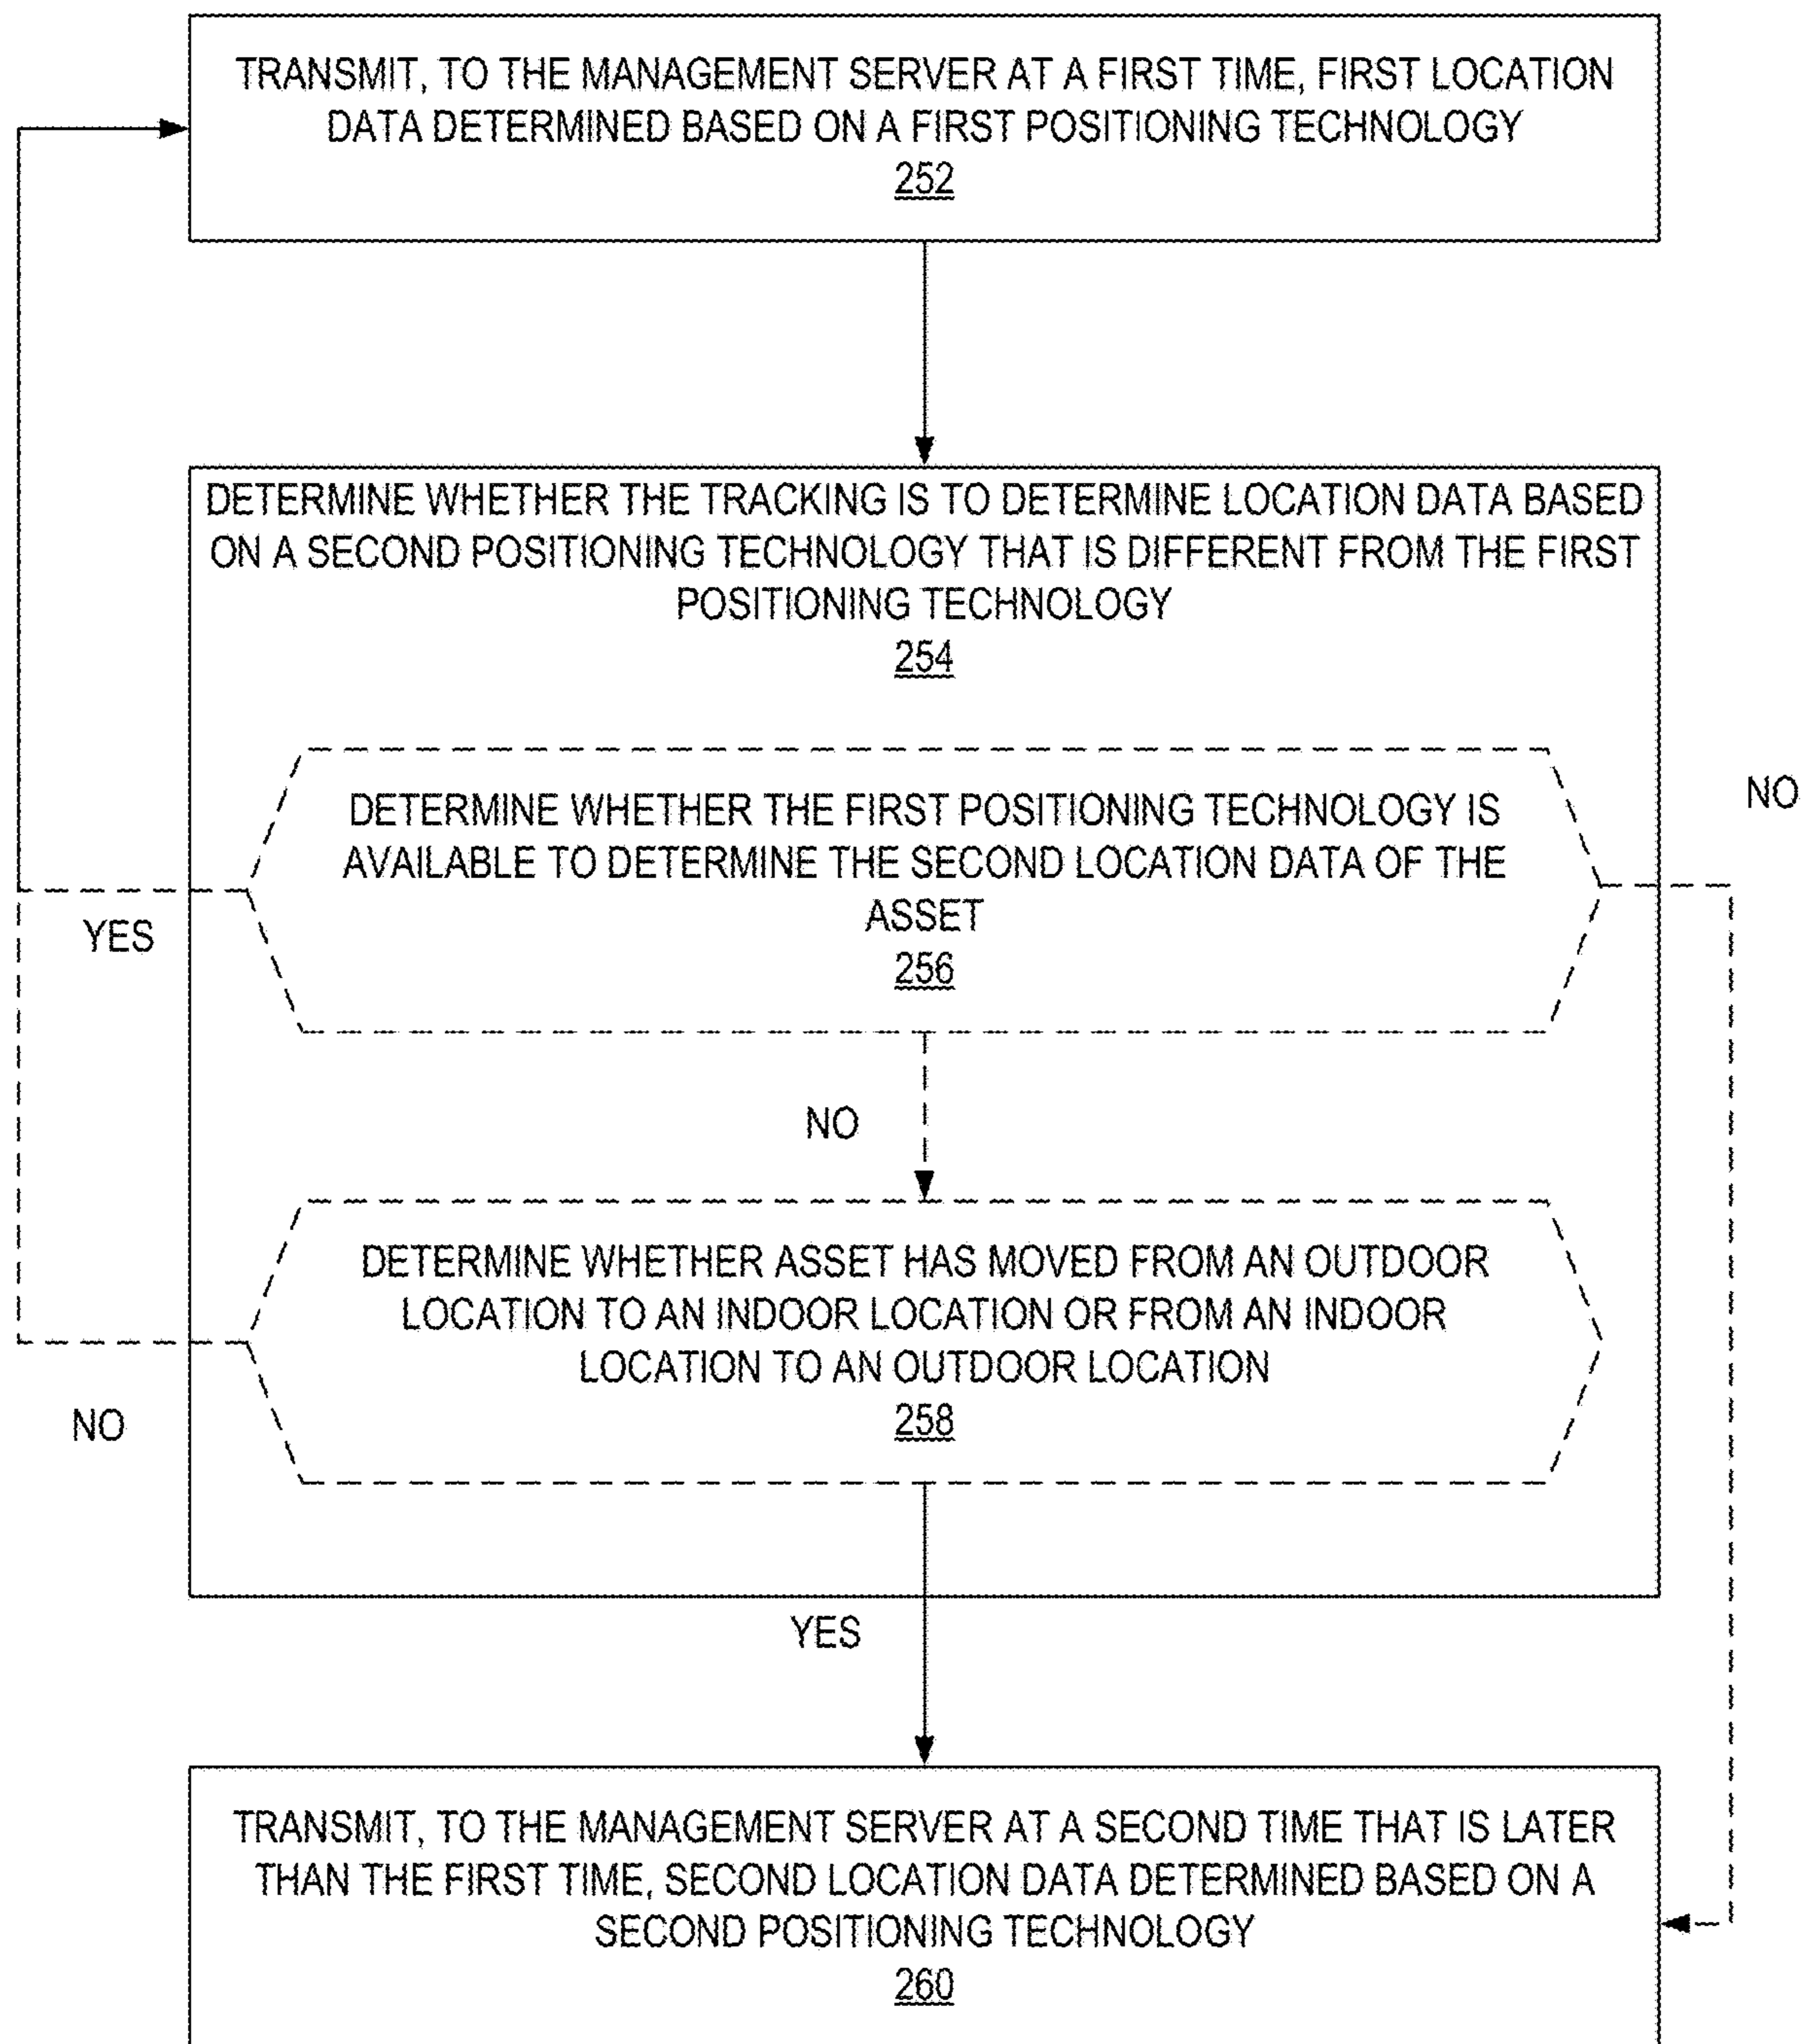 TRANSMIT, TO THE MANAGEMENT SERVER AT A FIRST TIME, FIRST LOCATION
DATA DETERMINED BASED ON A FIRST POSITIONING TECHNOLOGY
252
DETERMINE WHETHER THE TRACKING IS TO DETERMINE LOCATION DATA BASED
ON A SECOND POSITIONING TECHNOLOGY THAT IS DIFFERENT FROM THE FIRST
POSITIONING TECHNOLOGY
254
NO
DETERMINE WHETHER THE FIRST POSITIONING TECHNOLOGY IS
AVAILABLE TO DETERMINE THE SECOND LOCATION DATA OF THE
ASSET
256
YES
NO
DETERMINE WHETHER ASSET HAS MOVED FROM AN OUTDOOR
LOCATION TO AN INDOOR LOCATION OR FROM AN INDOOR
LOCATION TO AN OUTDOOR LOCATION
258
NO
YES
TRANSMIT, TO THE MANAGEMENT SERVER AT A SECOND TIME THAT IS LATER
THAN THE FIRST TIME, SECOND LOCATION DATA DETERMINED BASED ON A
SECOND POSITIONING TECHNOLOGY
260